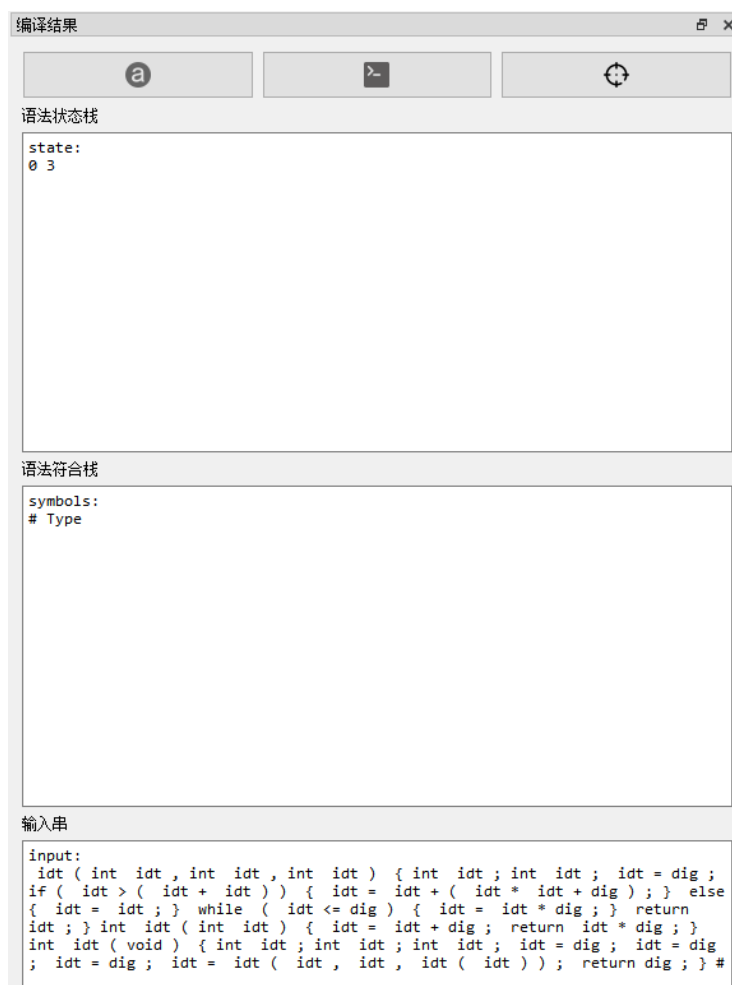 编译结果
a
语法状态栈
state:
0 3
语法符合栈
symbols:
# Type
输入串
input:
idt ( int idt , int idt , int idt ) { int idt ; int idt ; idt = dig ;
if ( idt > ( idt + idt ) ) { idt = idt + ( idt * idt + dig ) ; } else
{ idt = idt ; } while ( idt <= dig ) { idt = idt * dig ; } return
idt ; } int idt ( int idt ) { idt = idt + dig ; return idt * dig ; }
int idt ( void ) { int idt ; int idt ; int idt ; idt = dig ; idt = dig
; idt = dig ; idt = idt ( idt , idt , idt ( idt ) ) ; return dig ; } #